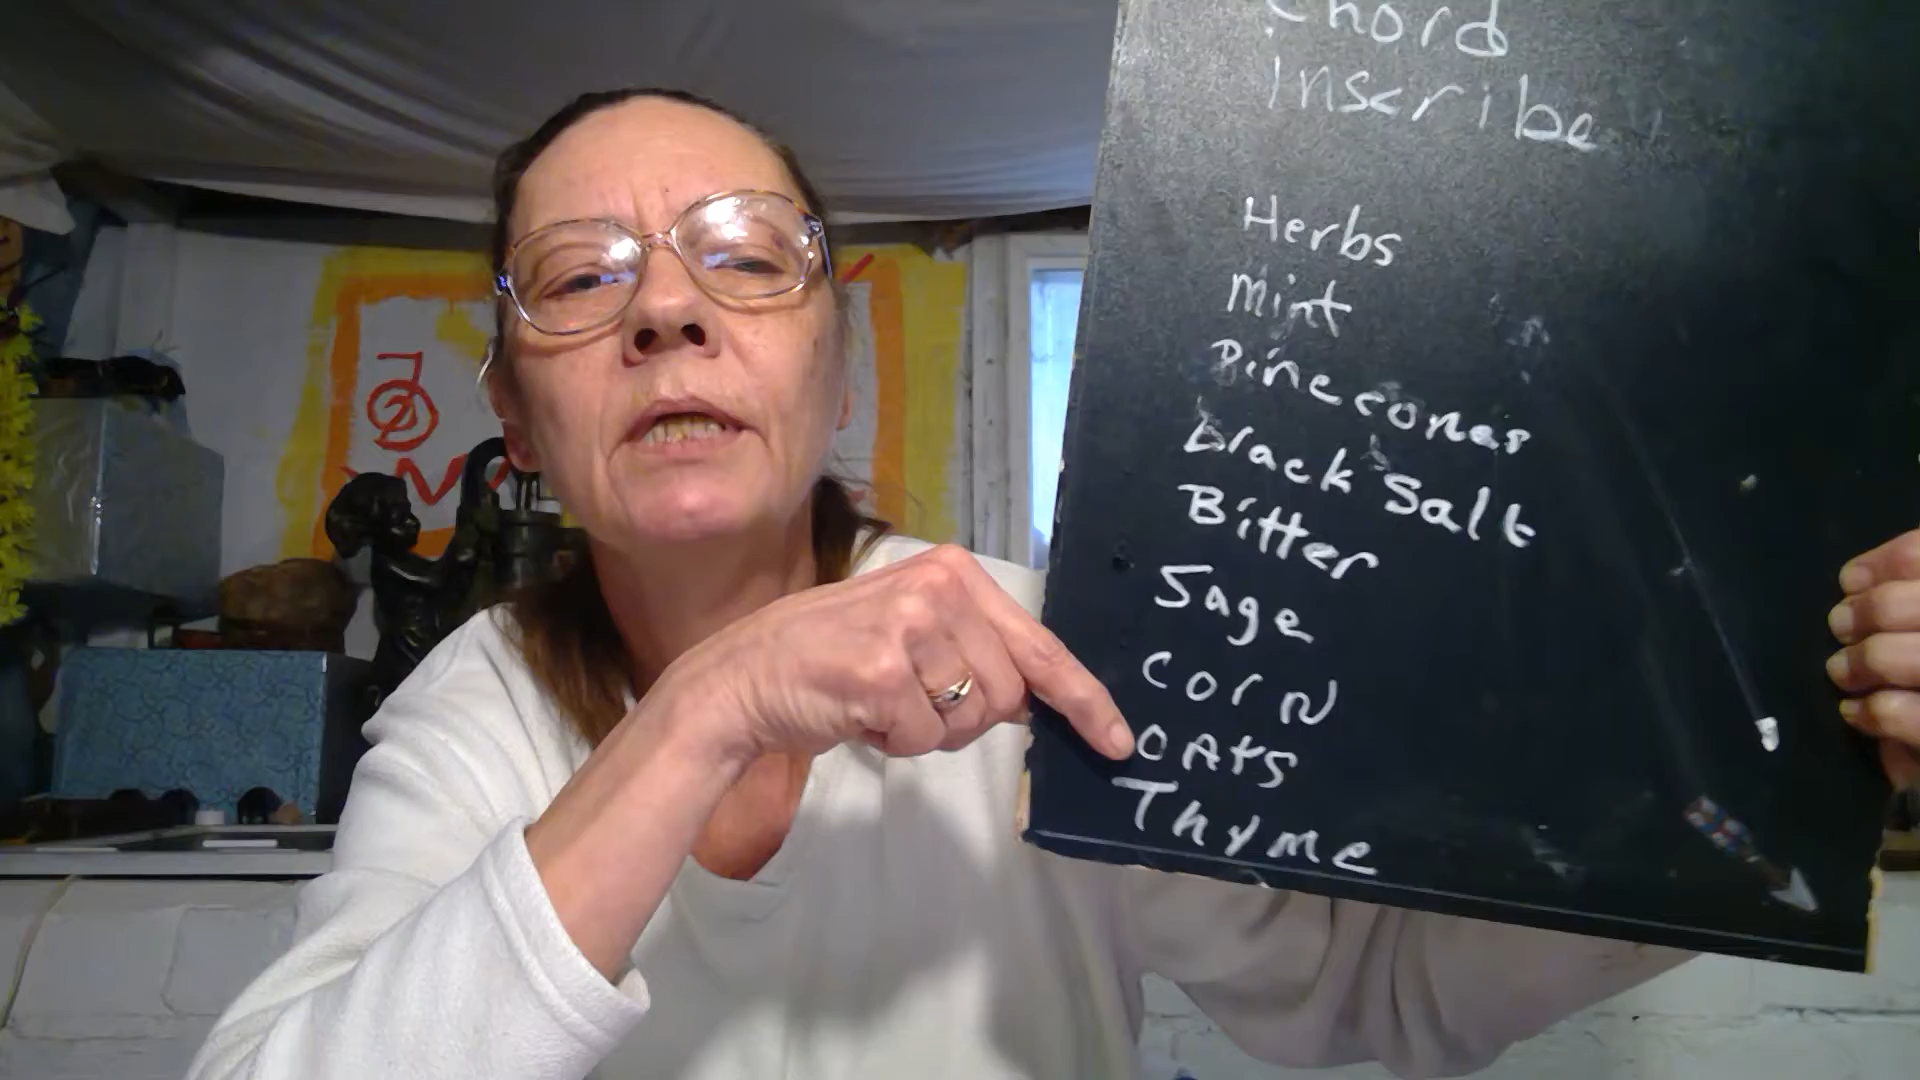 chord
inscribe
Herbs
Mint
Pinecones
Black Salt
Bitter
Sage
CorN
OAts
Thyme